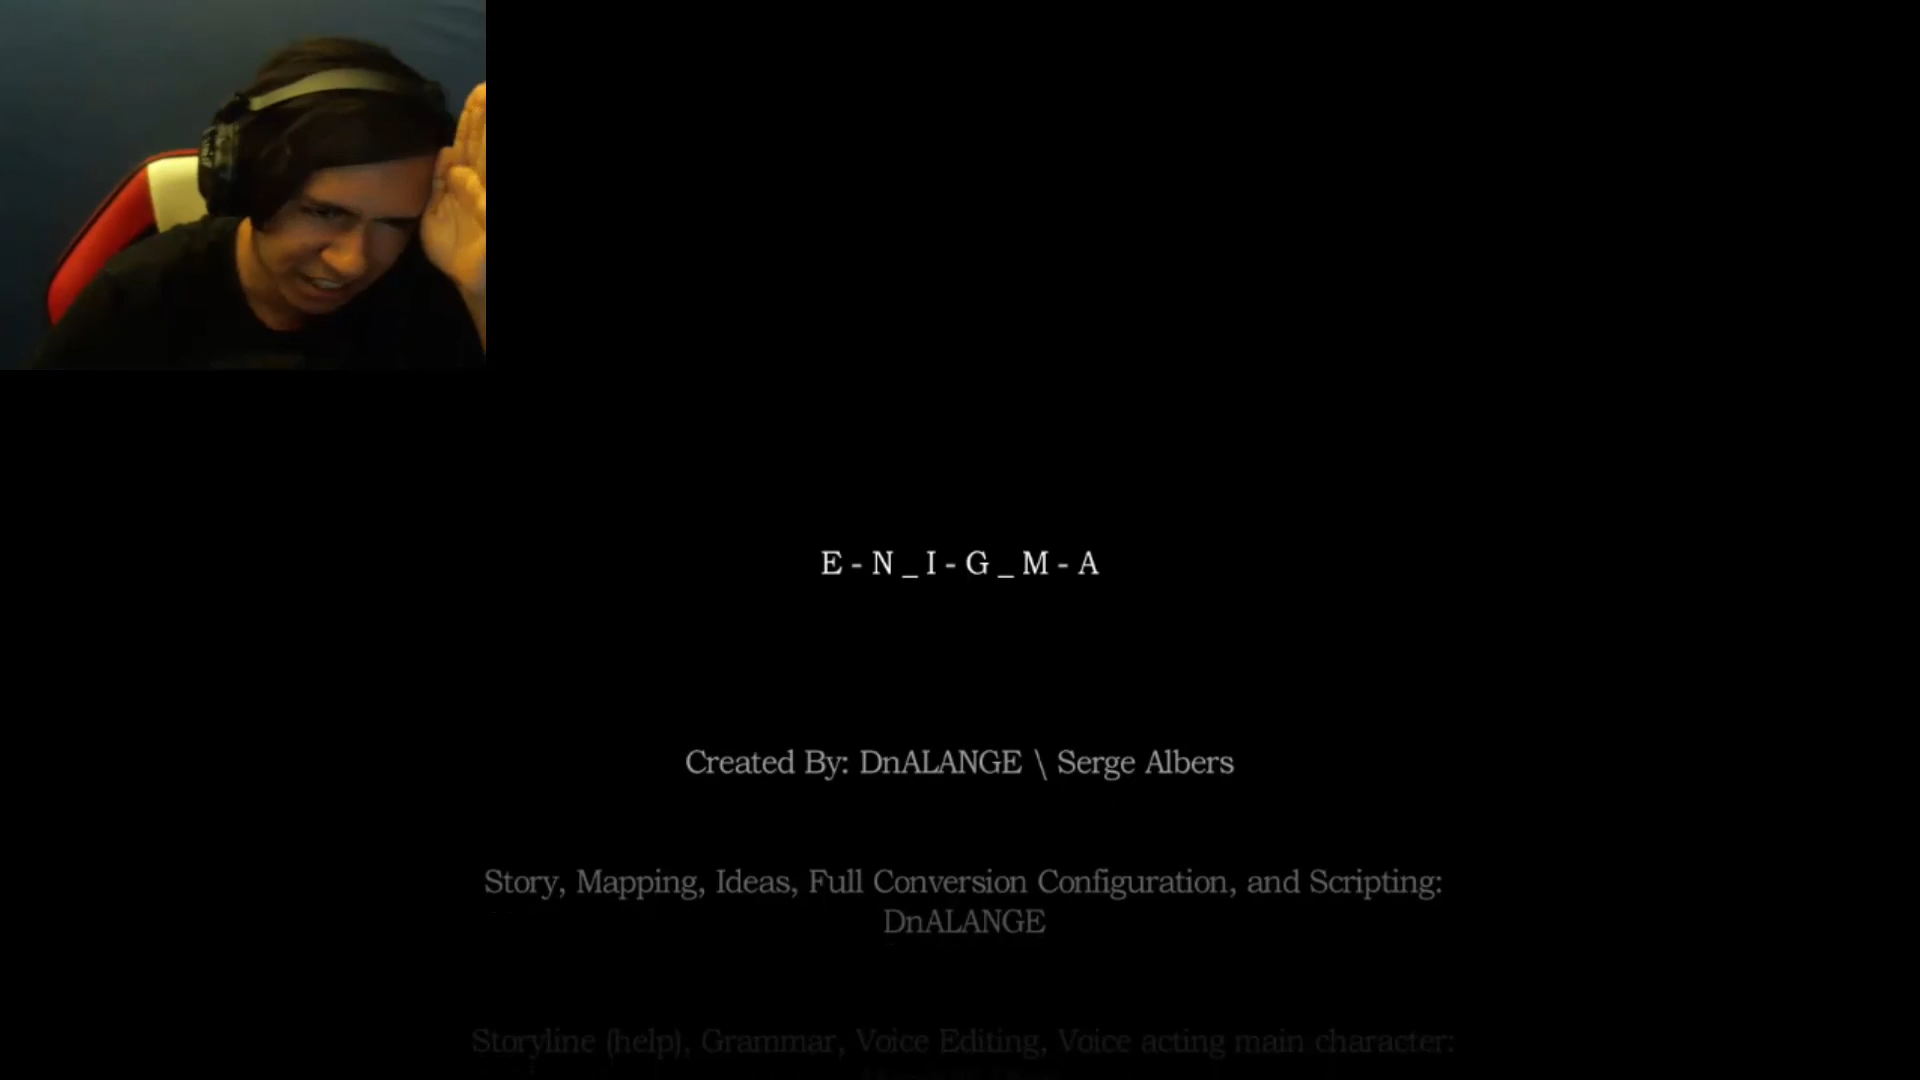 E - N _ I - G _ M - A
Created By: DnALANGE \ Serge Albers
Story, Mapping, Ideas, Full Conversion Configuration, and Scripting:
DnALANGE
Storyline (help), Grammar, Voice Editing, Voice acting main character: